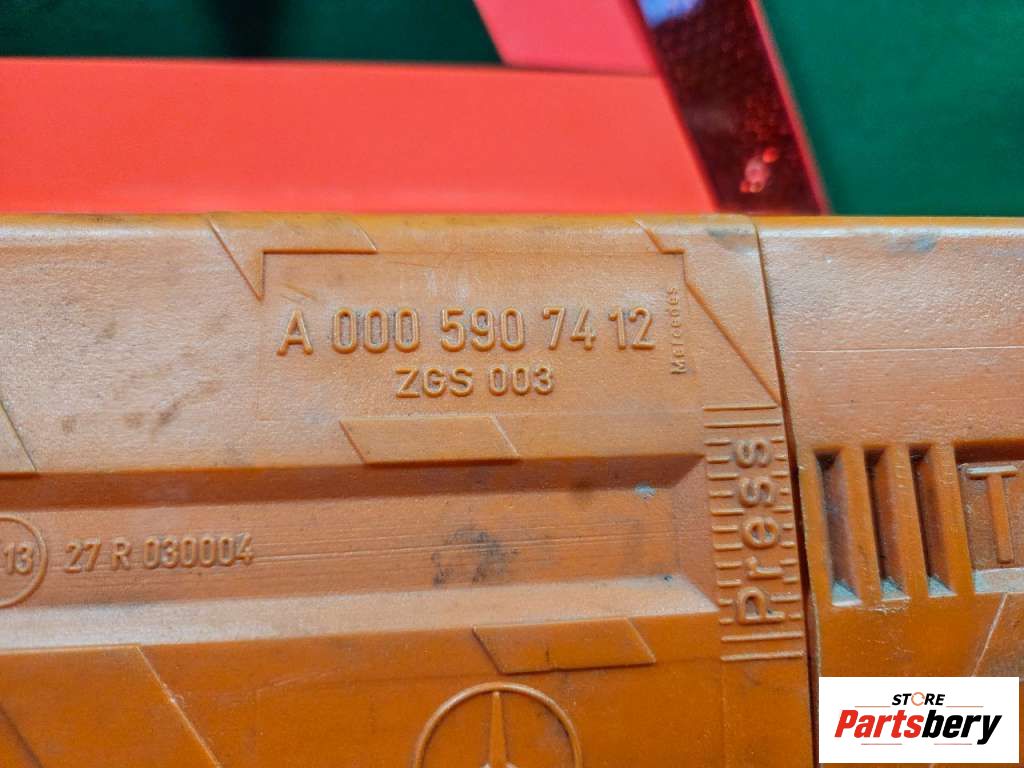 A 000 590 74 12
ZGS 003
Mercedes
Press
T
13
27 R 030004
STORE
Partsbery